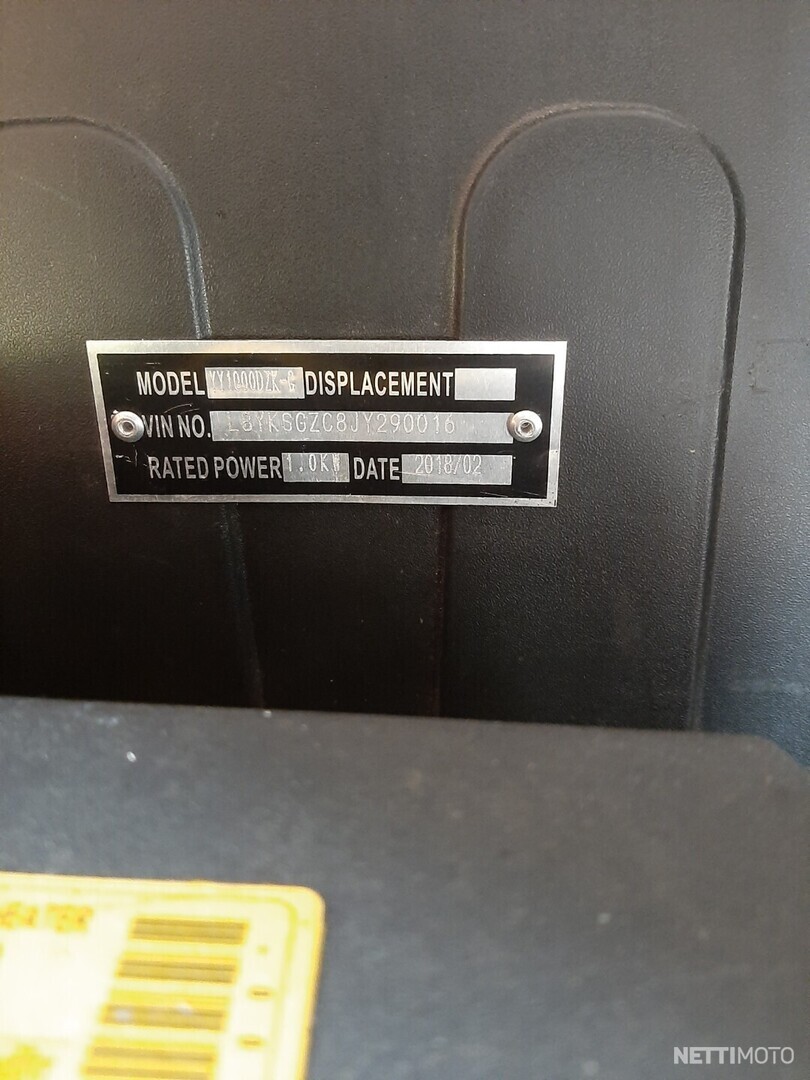 MODEL YY1000DZK-G DISPLACEMENT
VIN NO. L8YKSGZC8JY290016
RATED POWER 1.0KW DATE 2018/02
NETTIMOTO